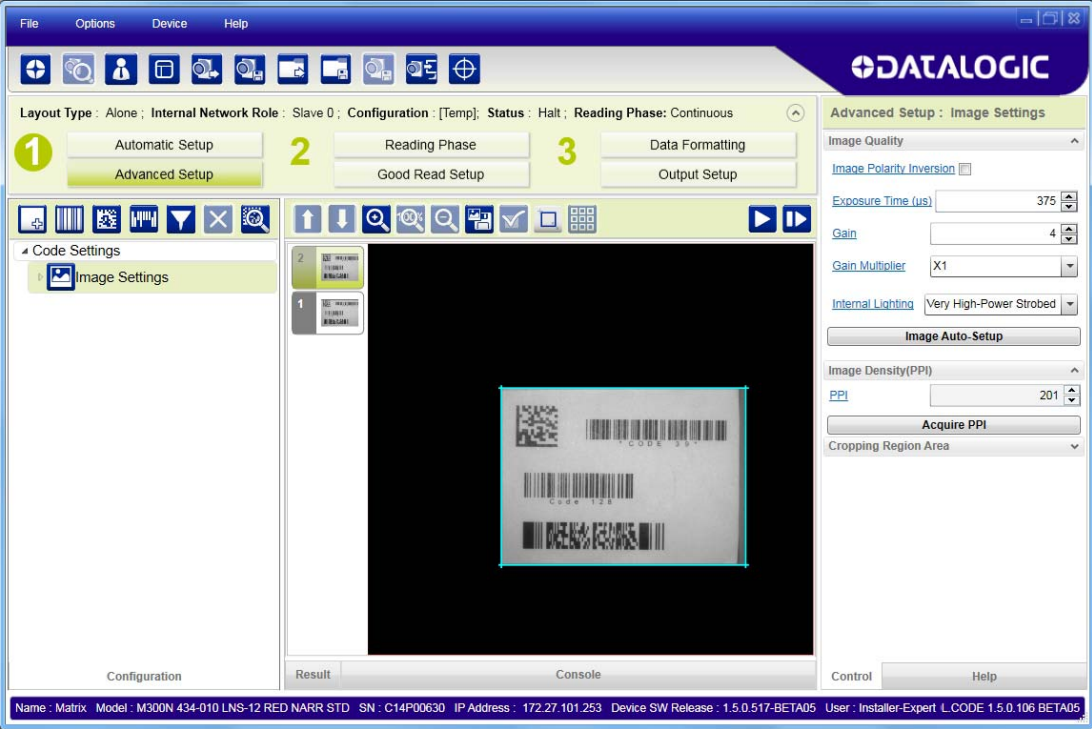 File Options Device Help
DATALOGIC
Layout Type : Alone ; Internal Network Role : Slave 0 ; Configuration : [Temp]; Status : Halt ; Reading Phase: Continuous
1 Automatic Setup 2 Reading Phase 3 Data Formatting
Advanced Setup Good Read Setup Output Setup
100%
Code Settings
Image Settings
2
1
*CODE 39*
Code 128
Advanced Setup : Image Settings
Image Quality
Image Polarity Inversion
Exposure Time (µs) 375
Gain 4
Gain Multiplier X1
Internal Lighting Very High-Power Strobed
Image Auto-Setup
Image Density(PPI)
PPI 201
Acquire PPI
Cropping Region Area
Configuration
Result Console
Control Help
Name : Matrix Model : M300N 434-010 LNS-12 RED NARR STD SN : C14P00630 IP Address : 172.27.101.253 Device SW Release : 1.5.0.517-BETA05 User : Installer-Expert L.CODE 1.5.0.106 BETA05